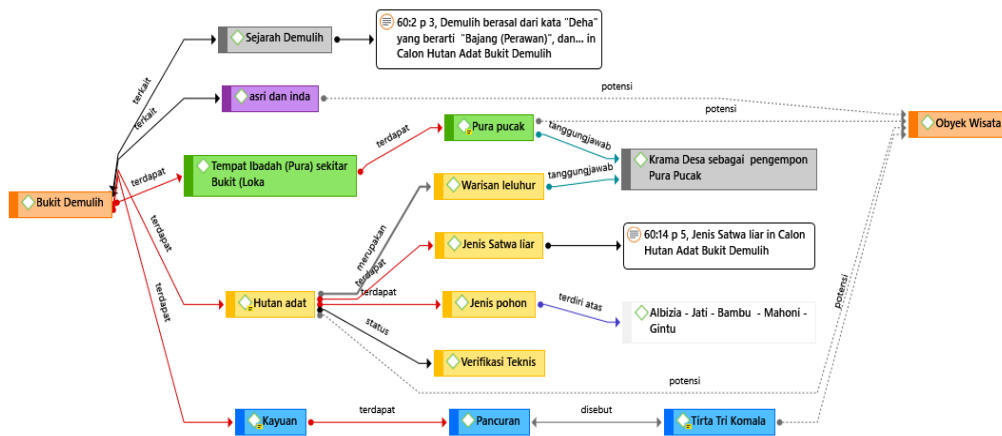 Sejarah Demulih
60:2 p 3, Demulih berasal dari kata "Deha"
yang berarti "Bajang (Perawan)", dan... in
Calon Hutan Adat Bukit Demulih
terkait
asri dan inda
terkait
potensi
potensi
Obyek Wisata
Pura pucak
terdapat
tanggungjawab
Tempat Ibadah (Pura) sekitar
Bukit (Loka
terdapat
Krama Desa sebagai pengempon
Pura Pucak
tanggungjawab
Warisan leluhur
Bukit Demulih
terdapat
merupakan
Jenis Satwa liar
60:14 p 5, Jenis Satwa liar in Calon
Hutan Adat Bukit Demulih
terdapat
terdapat
Hutan adat
terdapat
Jenis pohon
terdiri atas
Albizia - Jati - Bambu - Mahoni -
Gintu
potensi
status
Verifikasi Teknis
potensi
Kayuan
terdapat
Pancuran
disebut
Tirta Tri Komala